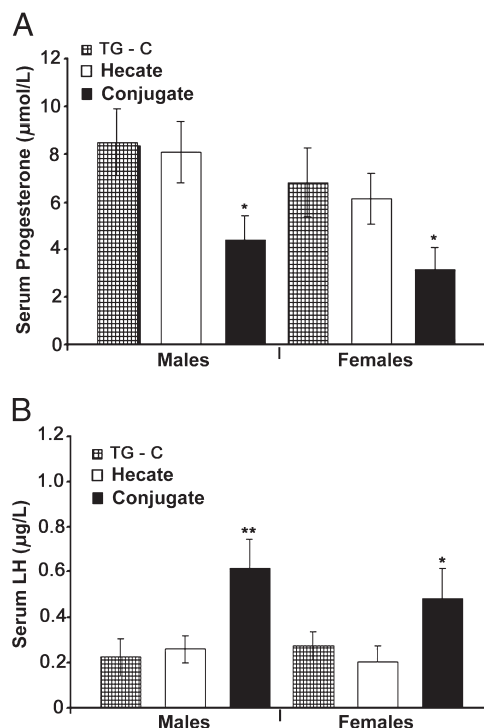 A
Serum Progesterone (µmol/L)
12
10
8
6
4
2
0
TG - C
Hecate
Conjugate
*
*
Males
Females
B
Serum LH (µg/L)
1.2
1.0
0.8
0.6
0.4
0.2
0
TG - C
Hecate
Conjugate
**
*
Males
Females